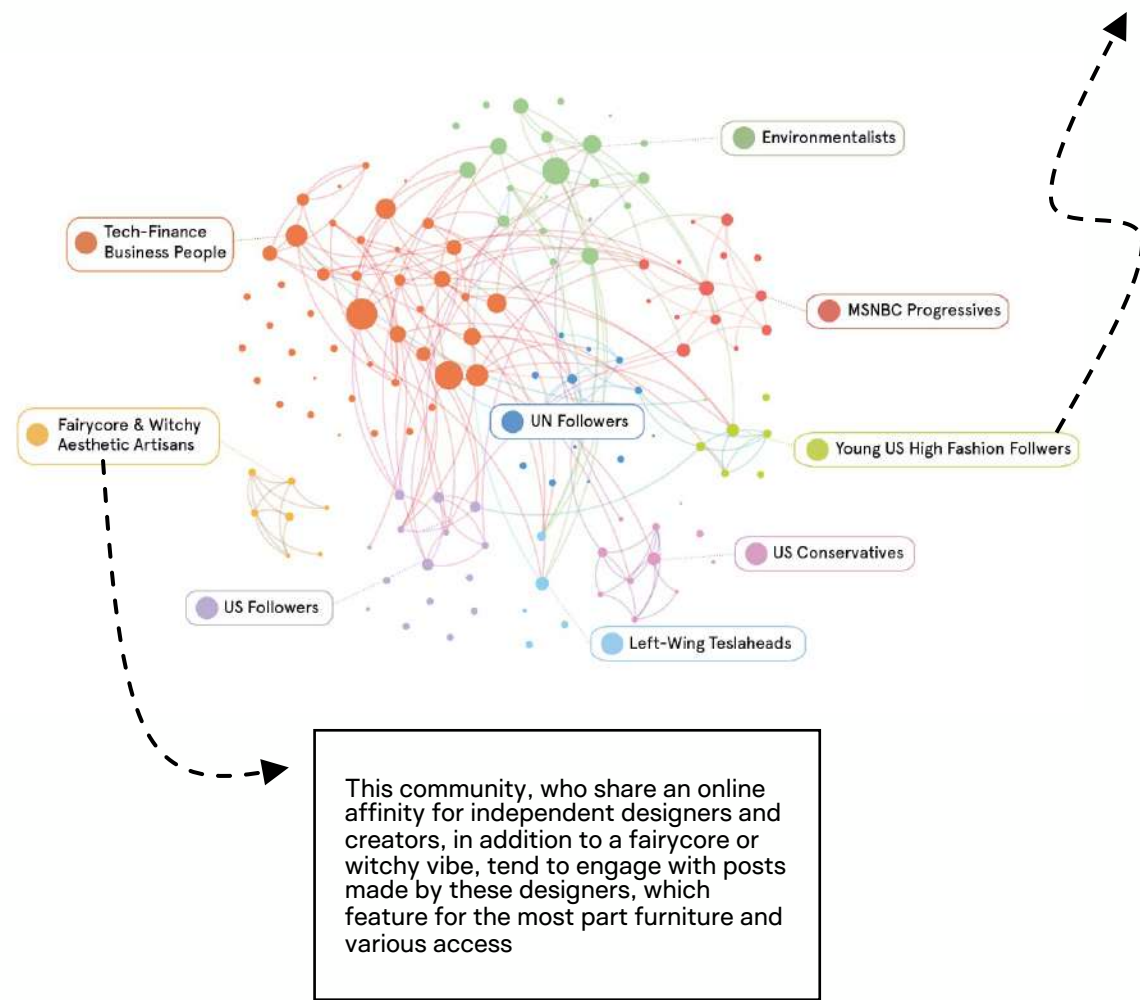 Environmentalists
Tech-Finance
Business People
MSNBC Progressives
Fairycore & Witchy
Aesthetic Artisans
UN Followers
Young US High Fashion Follwers
US Conservatives
US Followers
Left-Wing Teslaheads
This community, who share an online
affinity for independent designers and
creators, in addition to a fairycore or
witchy vibe, tend to engage with posts
made by these designers, which
feature for the most part furniture and
various access